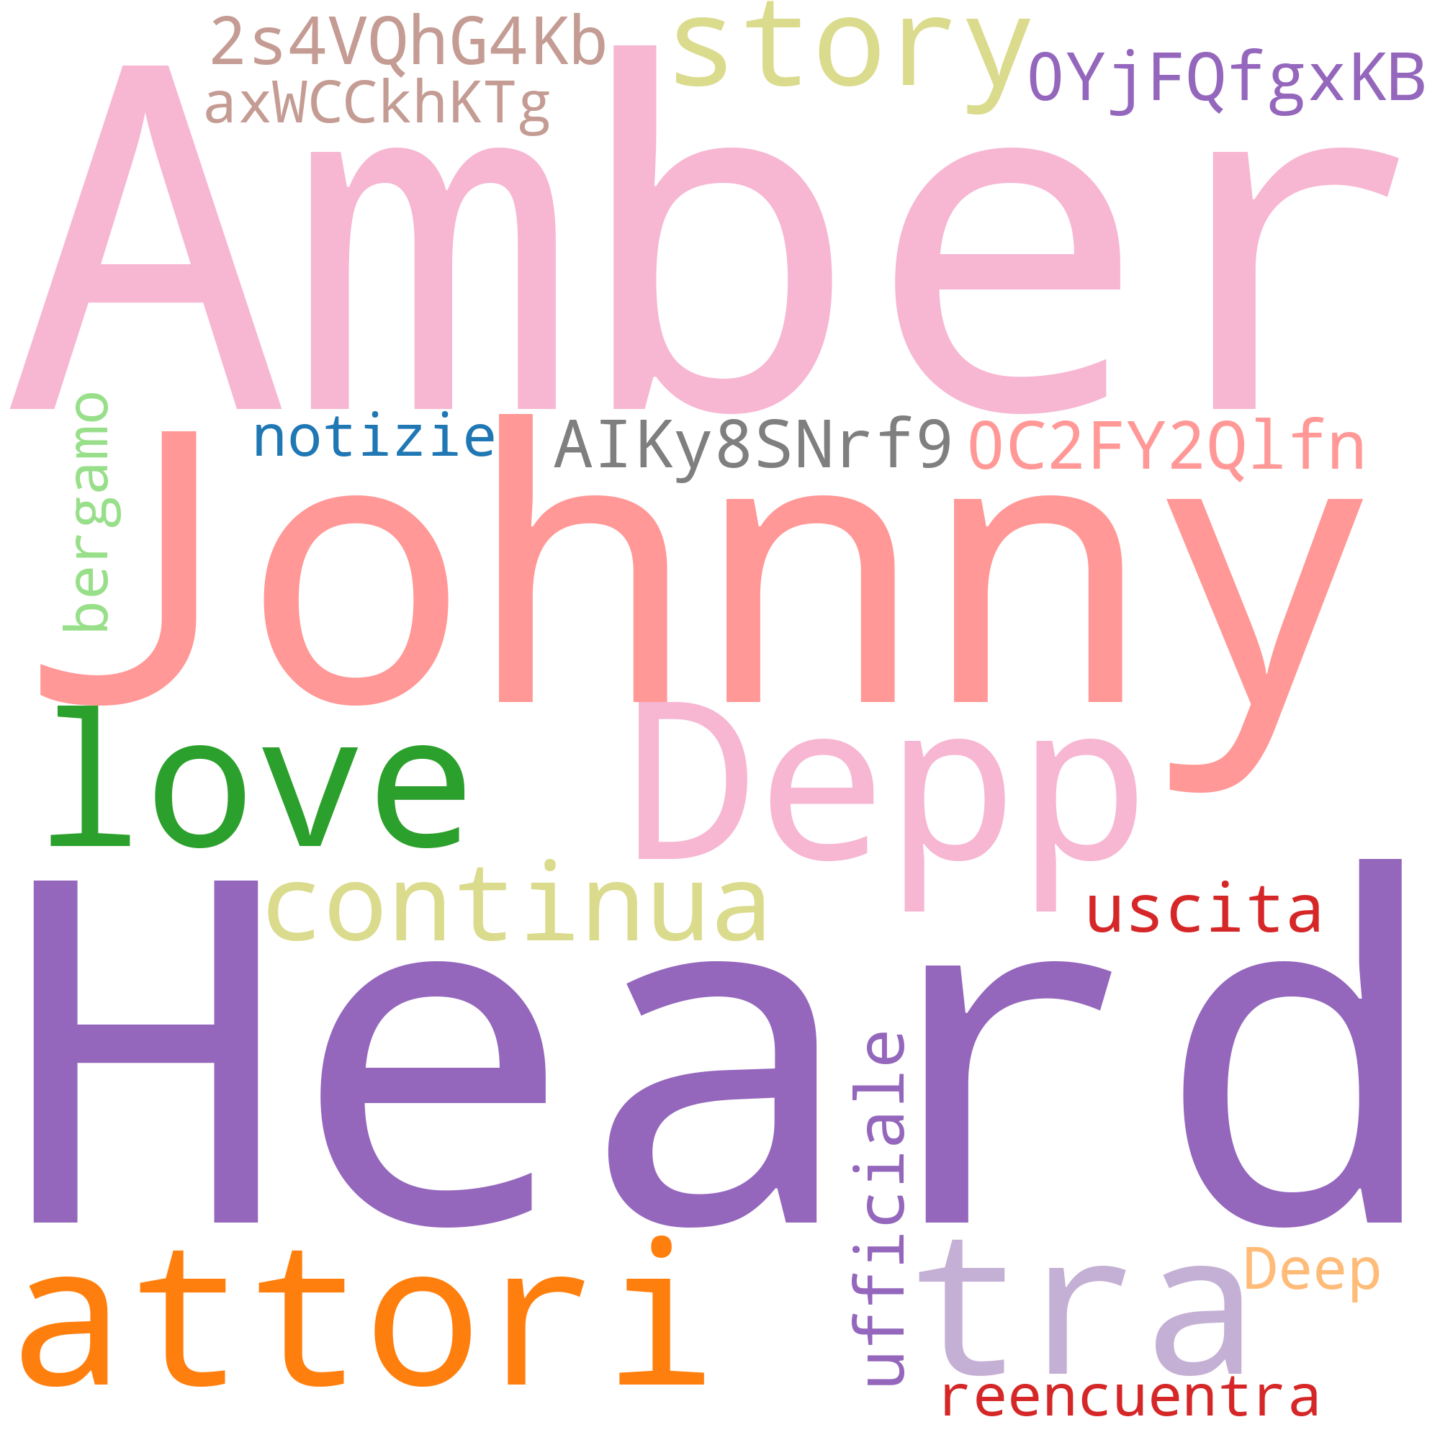 2s4VQhG4Kb
story
0YjFQfgxKB
axWCCkhKTg
Amber
bergamo
notizie
AIKy8SNrf9
0C2FY2Qlfn
Johnny
love
Depp
continua
uscita
Heard
ufficiale
attori
tra
Deep
reencuentra